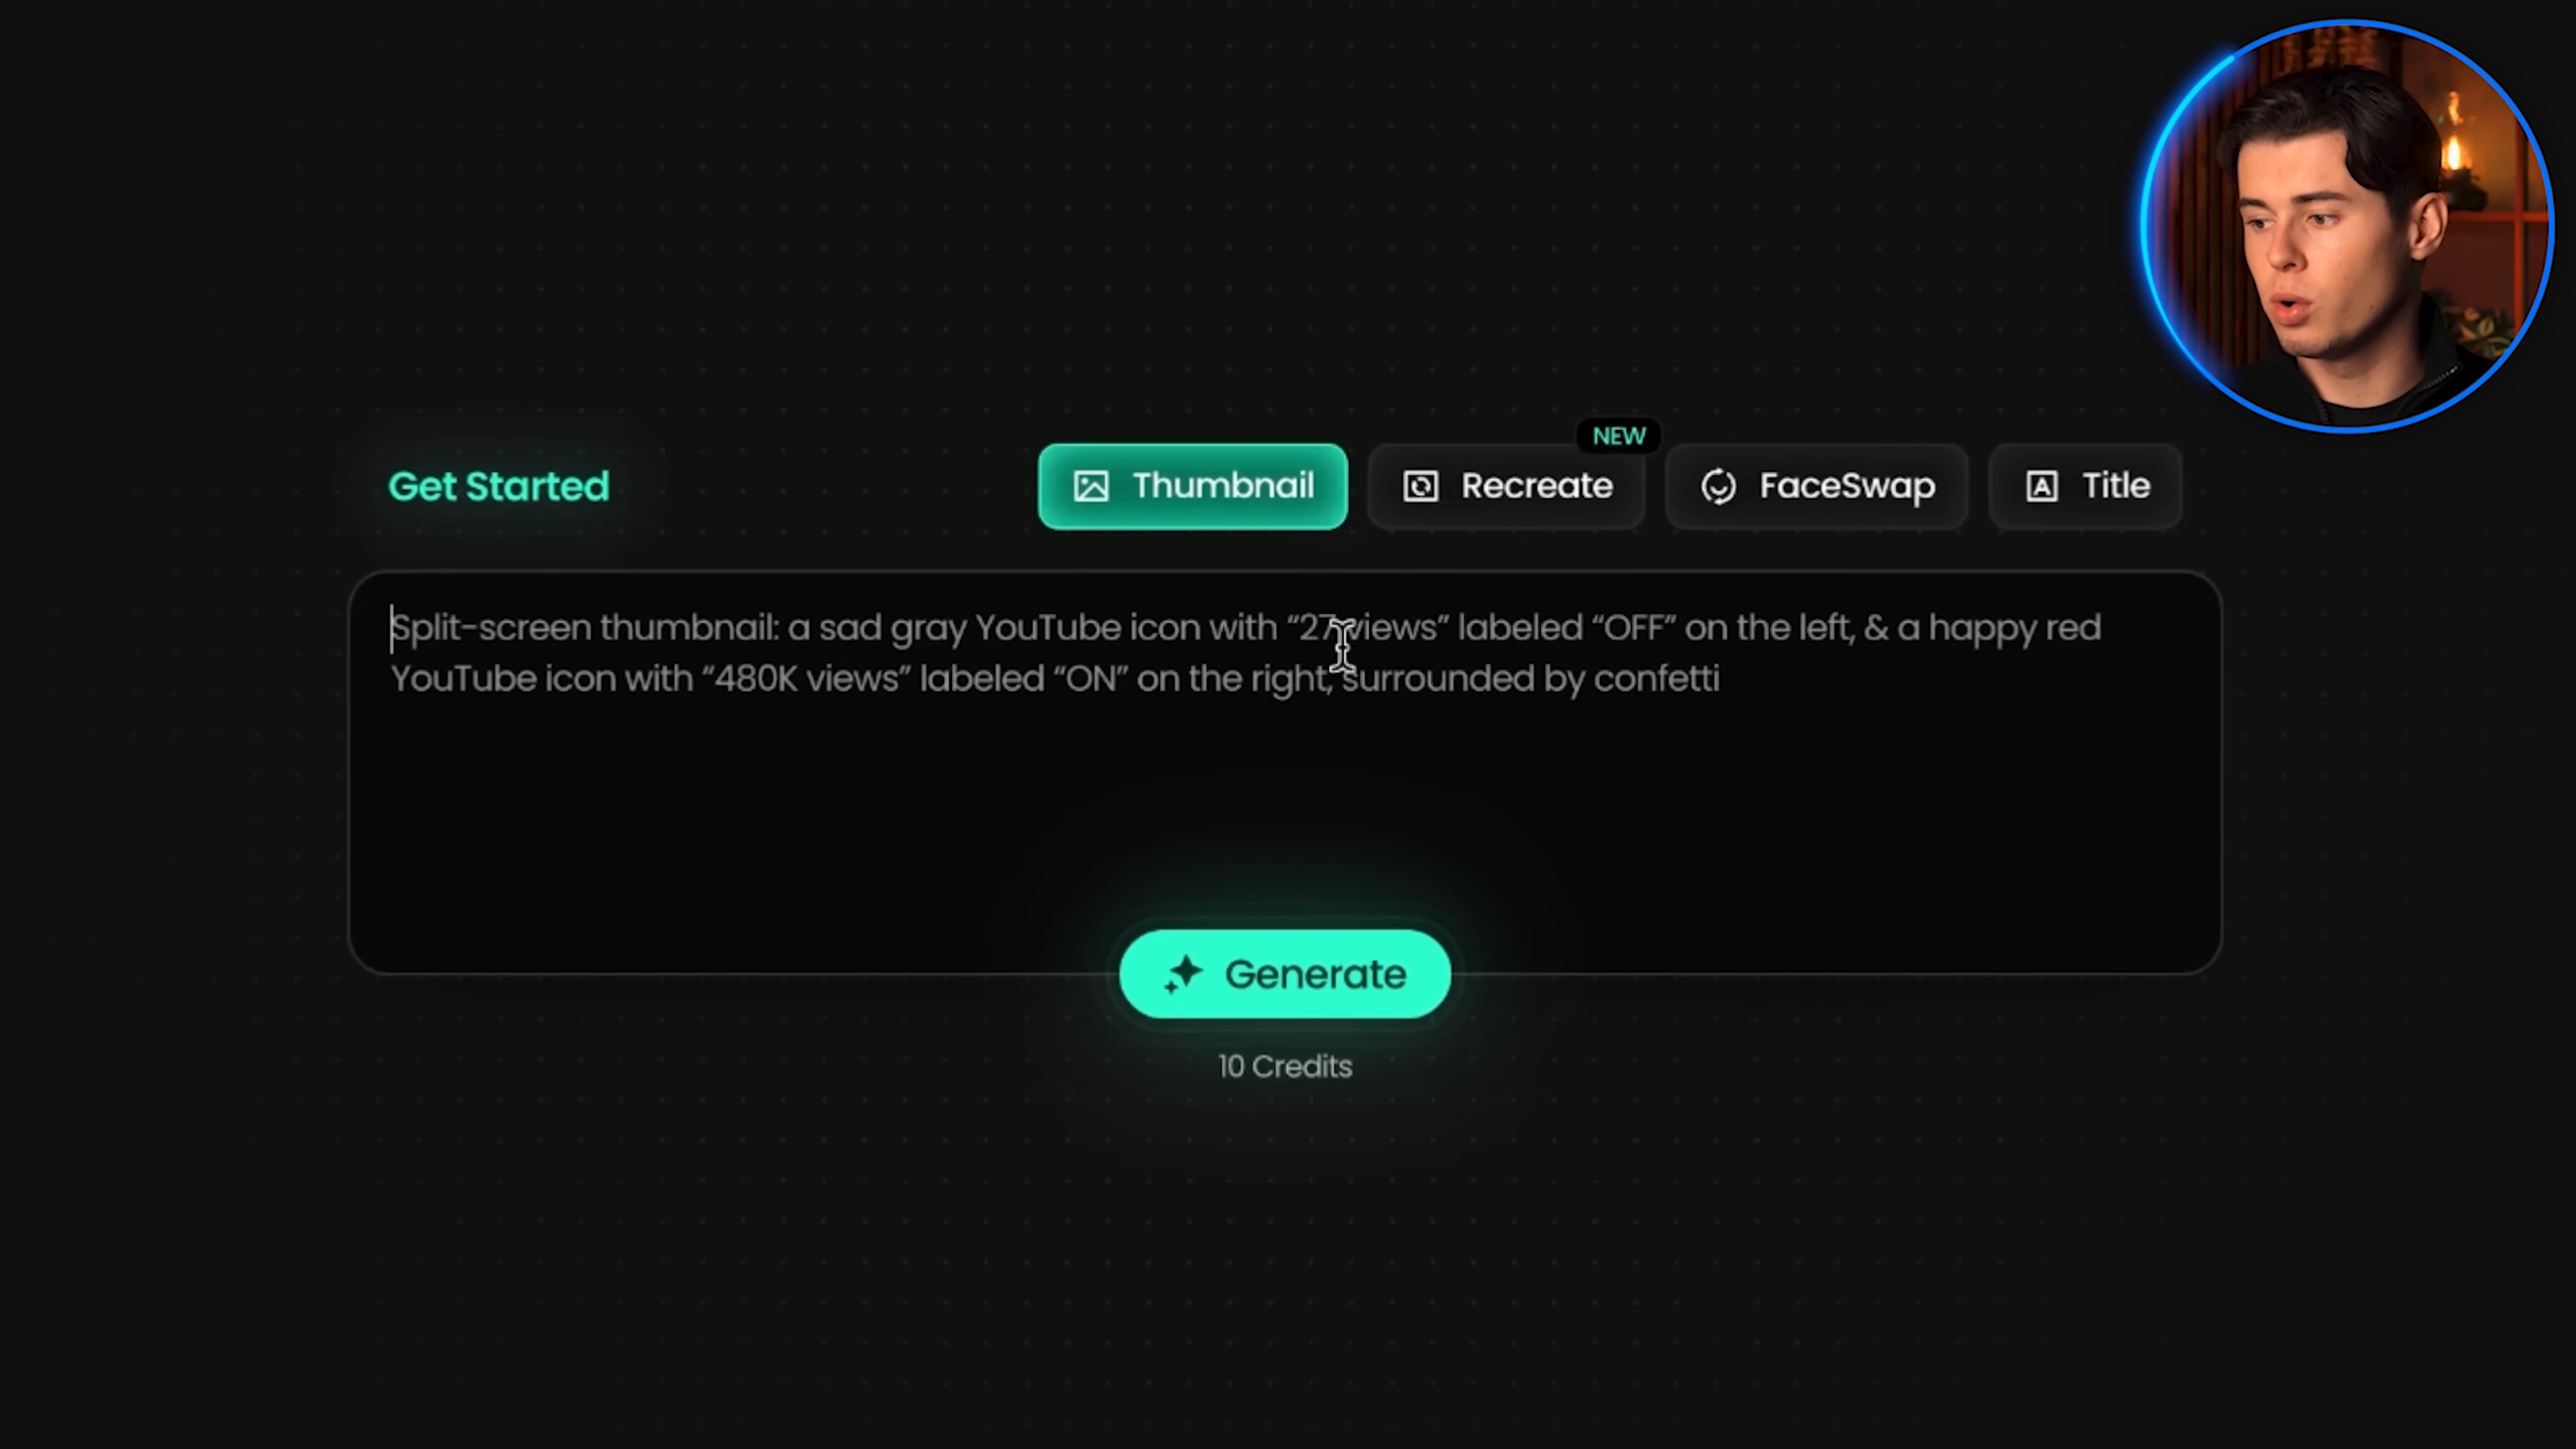 NEW
Get Started
Thumbnail
Recreate
FaceSwap
Title
Split-screen thumbnail: a sad gray YouTube icon with “27 views” labeled “OFF” on the left, & a happy red
YouTube icon with “480K views” labeled “ON” on the right, surrounded by confetti
Generate
10 Credits